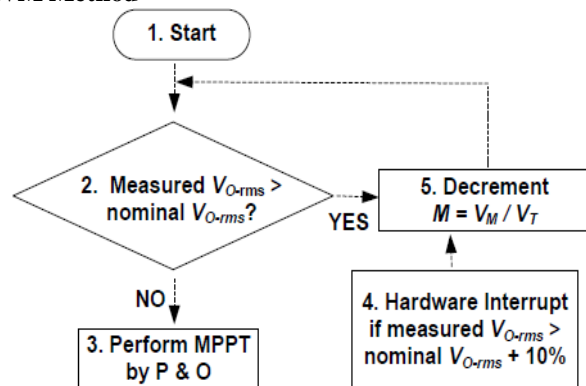 Method
1. Start
2. Measured V_O-rms >
nominal V_O-rms?
YES
NO
3. Perform MPPT
by P & O
5. Decrement
M = V_M / V_T
4. Hardware Interrupt
if measured V_O-rms >
nominal V_O-rms + 10%